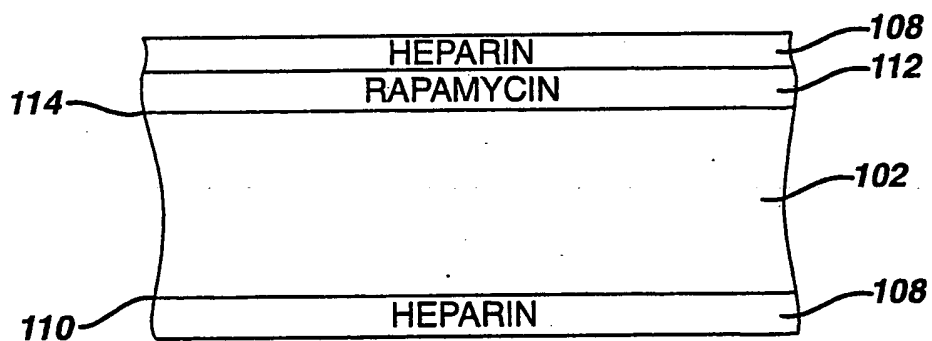 HEPARIN 108
RAPAMYCIN 112
114
102
110 HEPARIN 108